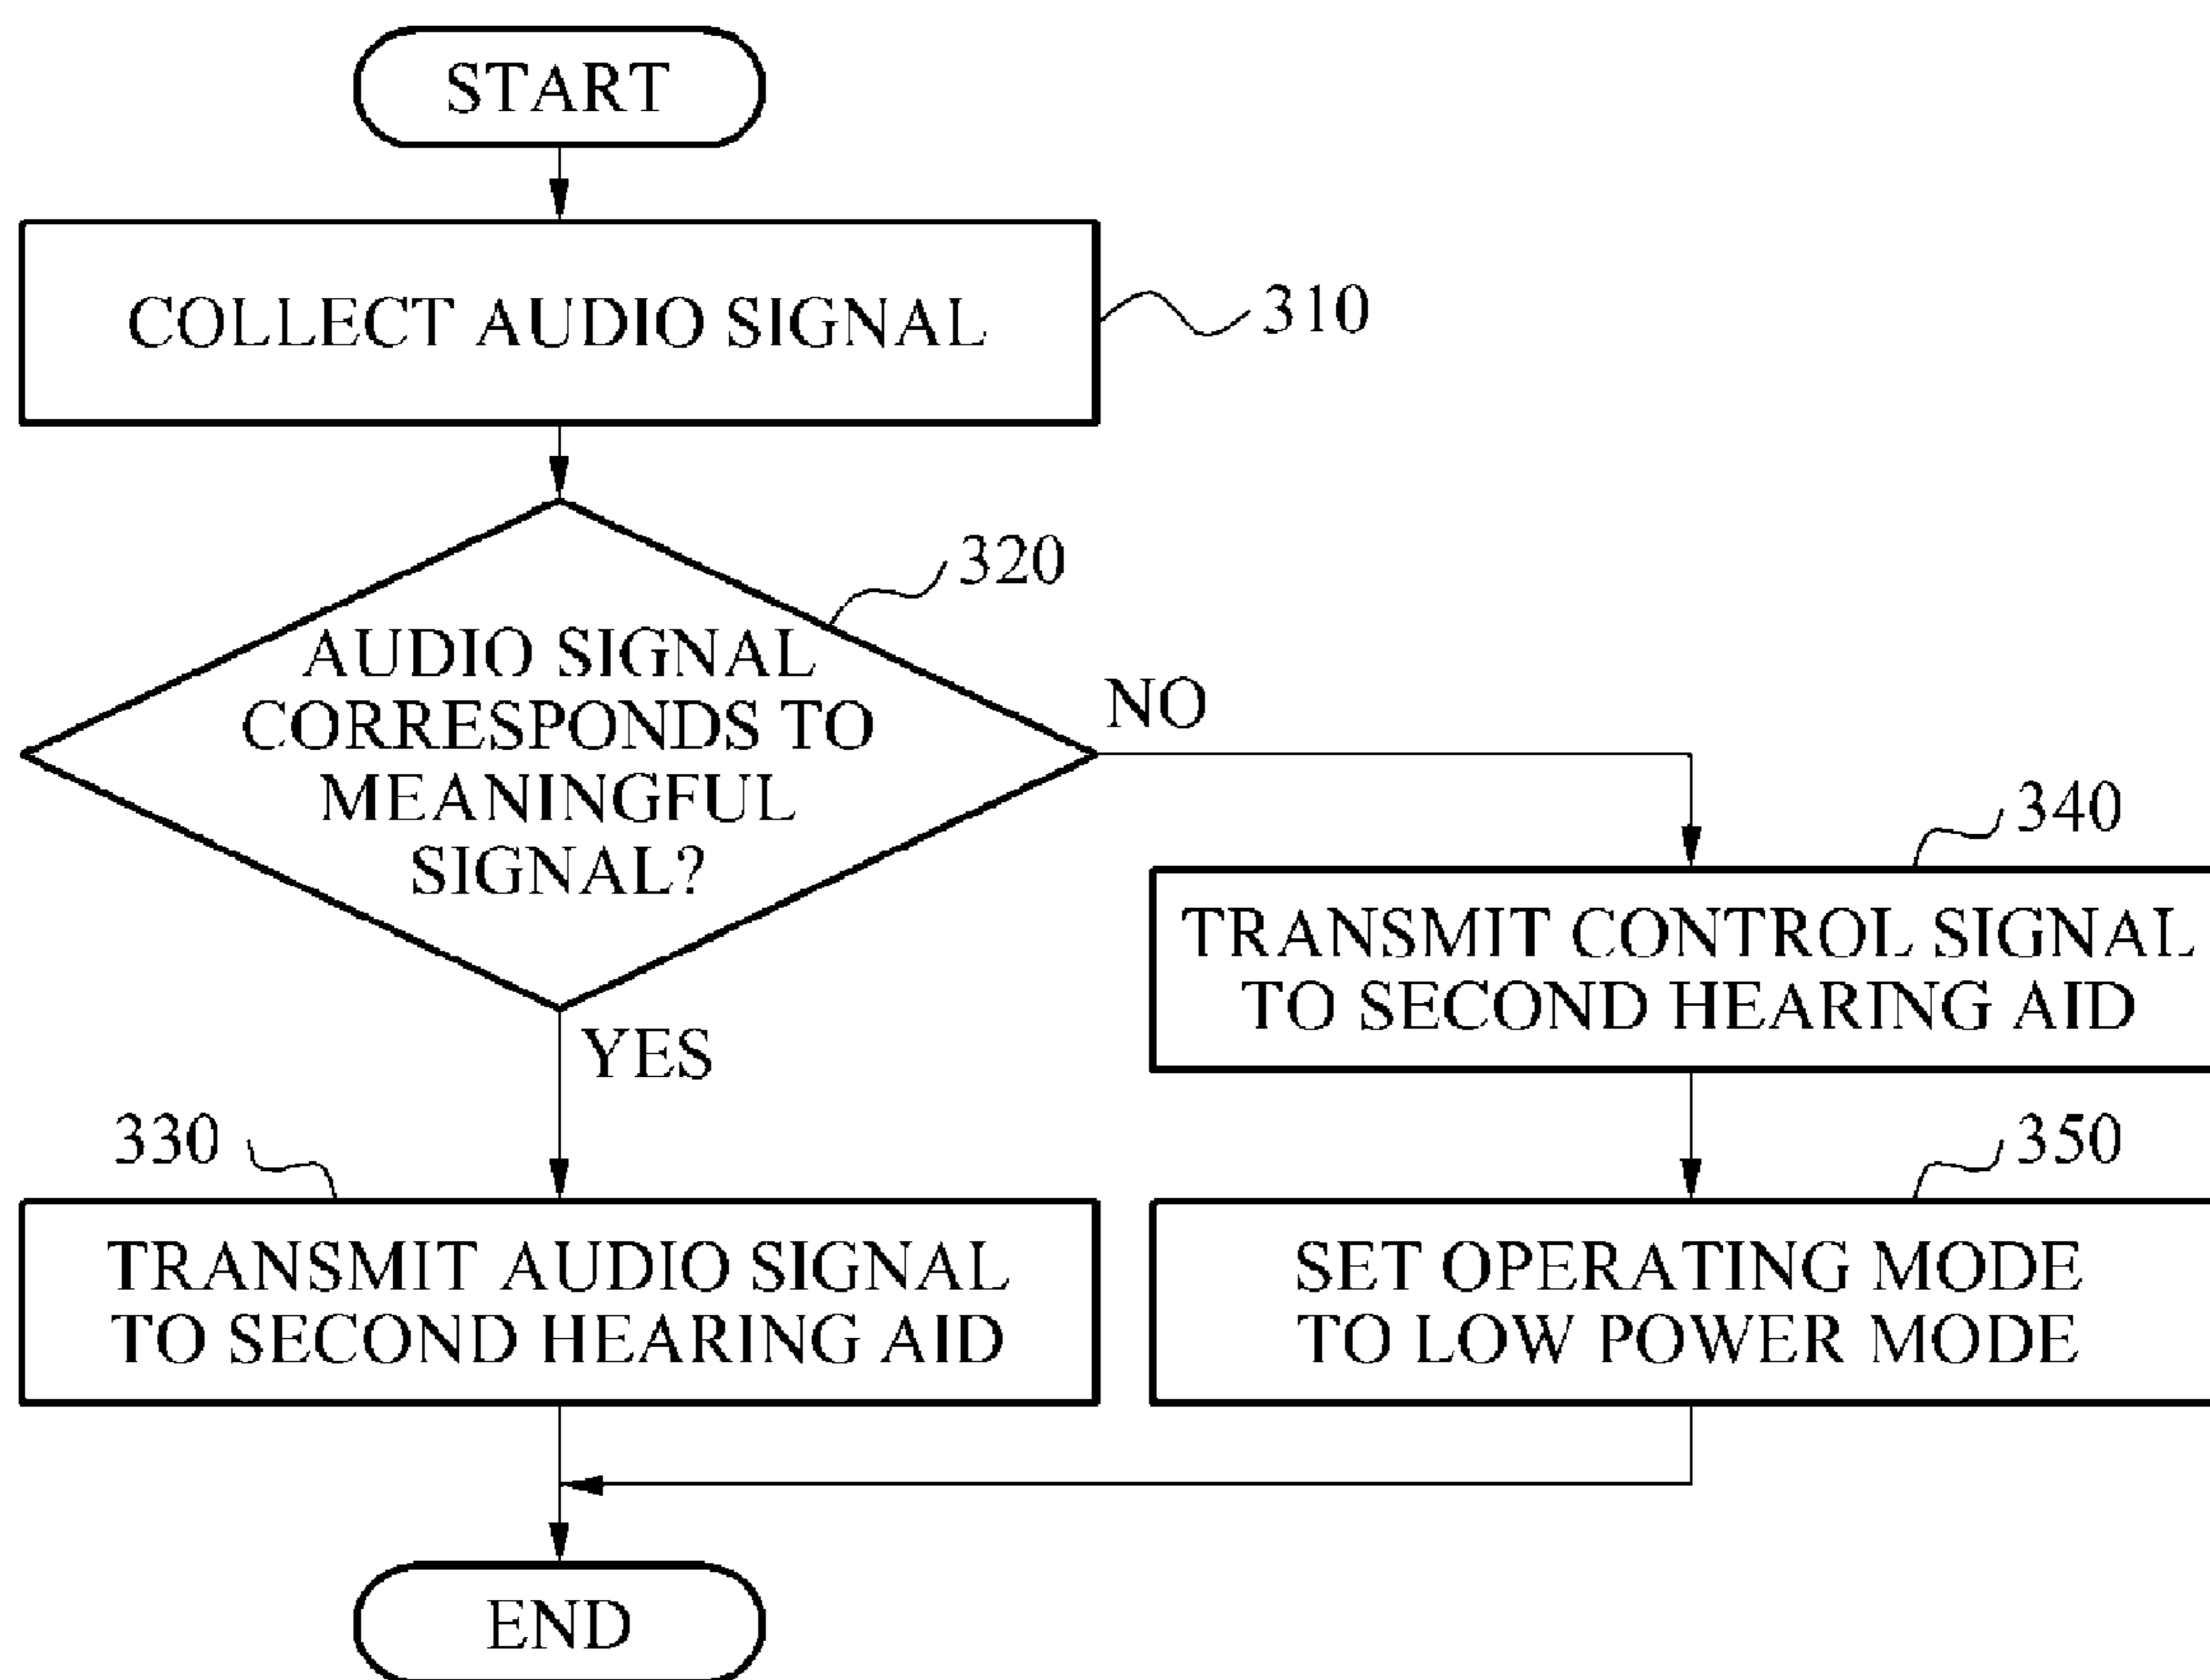 START
COLLECT AUDIO SIGNAL
310
320
AUDIO SIGNAL
CORRESPONDS TO
MEANINGFUL
SIGNAL?
NO
YES
340
TRANSMIT CONTROL SIGNAL
TO SECOND HEARING AID
330
TRANSMIT AUDIO SIGNAL
TO SECOND HEARING AID
350
SET OPERATING MODE
TO LOW POWER MODE
END